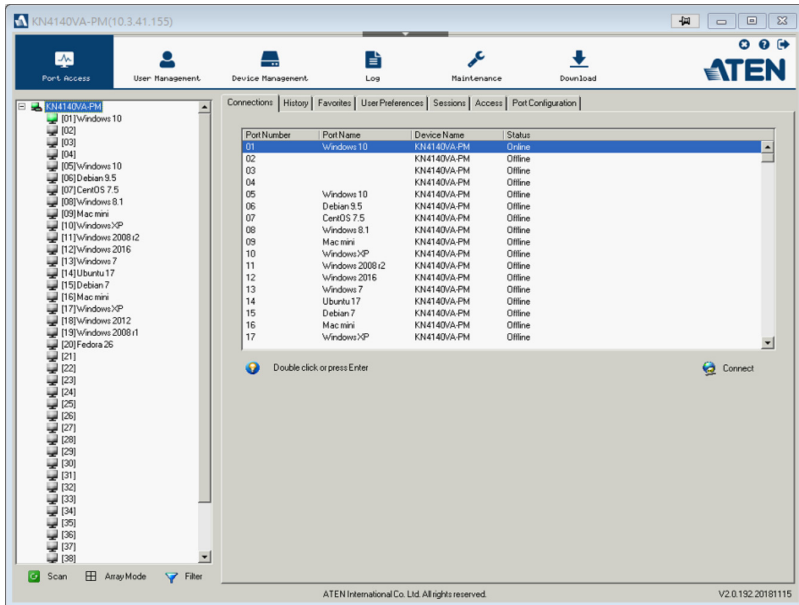 KN4140VA-PM(10.3.41.155)
Port Access
User Management
Device Management
Log
Maintenance
Download
ATEN
KN4140VA-PM
[01]Windows 10
[02]
[03]
[04]
[05]Windows 10
[06]Debian 9.5
[07]CentOS 7.5
[08]Windows 8.1
[09]Mac mini
[10]Windows XP
[11]Windows 2008 r2
[12]Windows 2016
[13]Windows 7
[14]Ubuntu 17
[15]Debian 7
[16]Mac mini
[17]Windows XP
[18]Windows 2012
[19]Windows 2008 r1
[20]Fedora 26
[21]
[22]
[23]
[24]
[25]
[26]
[27]
[28]
[29]
[30]
[31]
[32]
[33]
[34]
[35]
[36]
[37]
[38]
Scan
Array Mode
Filter
Connections History Favorites User Preferences Sessions Access Port Configuration
Port Number Port Name Device Name Status
01 Windows 10 KN4140VA-PM Online
02 KN4140VA-PM Offline
03 KN4140VA-PM Offline
04 KN4140VA-PM Offline
05 Windows 10 KN4140VA-PM Offline
06 Debian 9.5 KN4140VA-PM Offline
07 CentOS 7.5 KN4140VA-PM Offline
08 Windows 8.1 KN4140VA-PM Offline
09 Mac mini KN4140VA-PM Offline
10 Windows XP KN4140VA-PM Offline
11 Windows 2008 r2 KN4140VA-PM Offline
12 Windows 2016 KN4140VA-PM Offline
13 Windows 7 KN4140VA-PM Offline
14 Ubuntu 17 KN4140VA-PM Offline
15 Debian 7 KN4140VA-PM Offline
16 Mac mini KN4140VA-PM Offline
17 Windows XP KN4140VA-PM Offline
Double click or press Enter
Connect
ATEN International Co. Ltd. All rights reserved.
V2.0.192.20181115